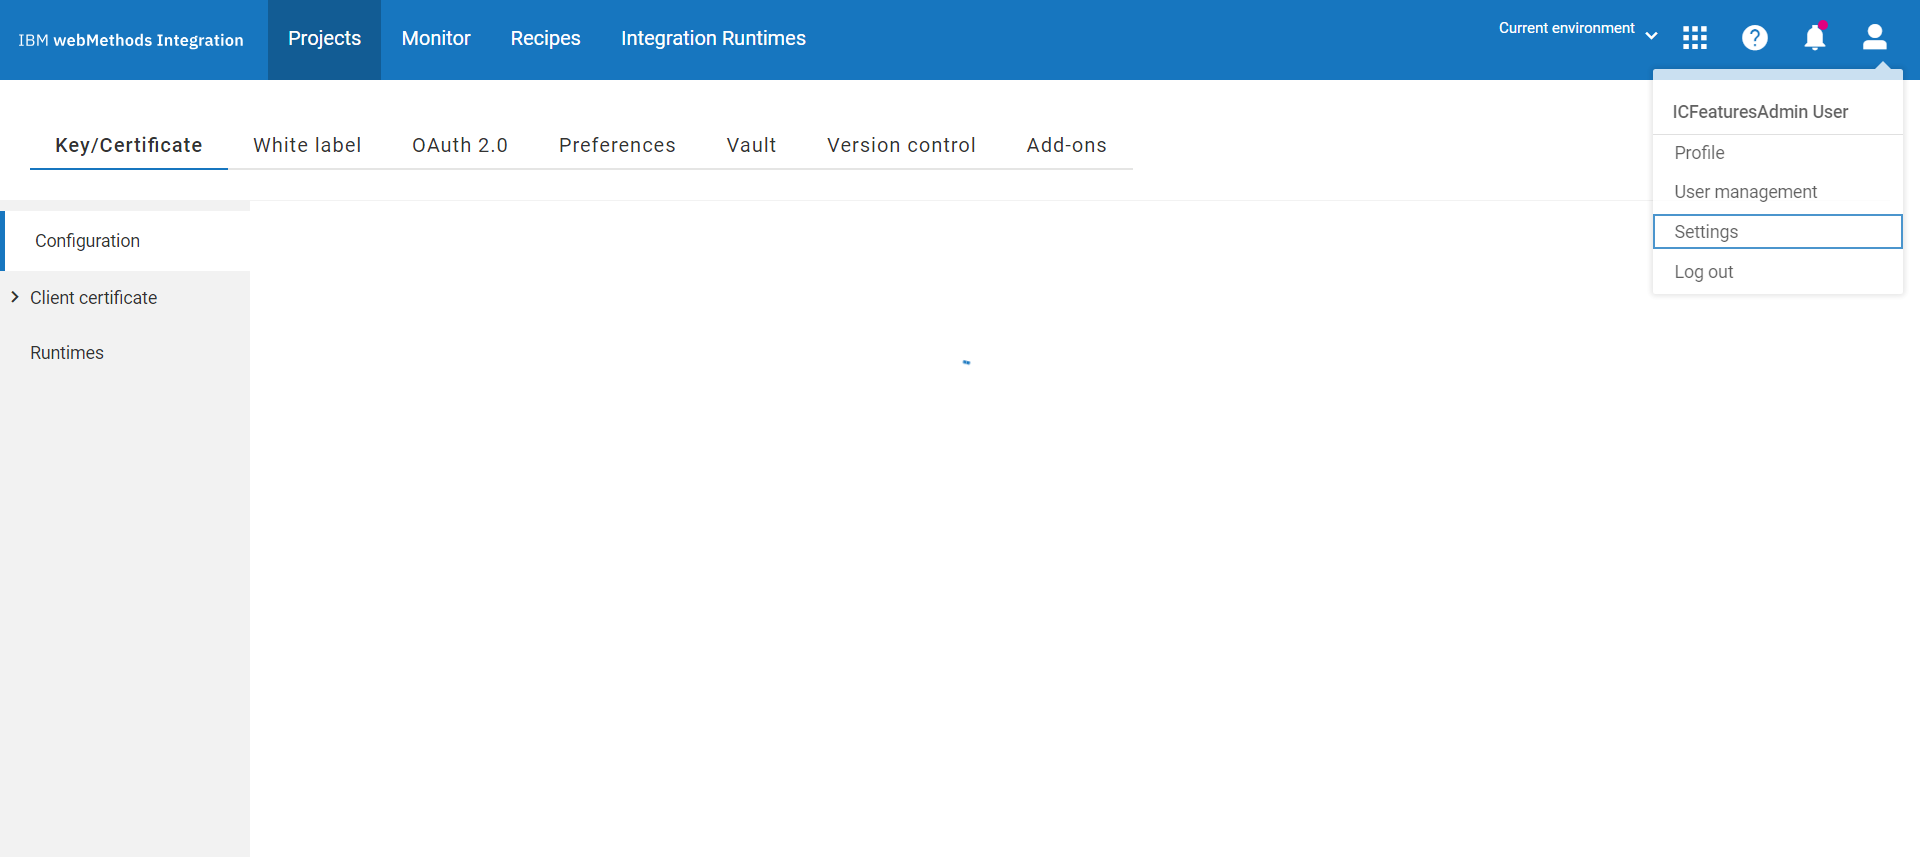 IBM webMethods Integration
Projects
Monitor
Recipes
Integration Runtimes
Current environment
ICFeaturesAdmin User
Profile
User management
Settings
Log out
Key/Certificate
White label
OAuth 2.0
Preferences
Vault
Version control
Add-ons
Configuration
Client certificate
Runtimes